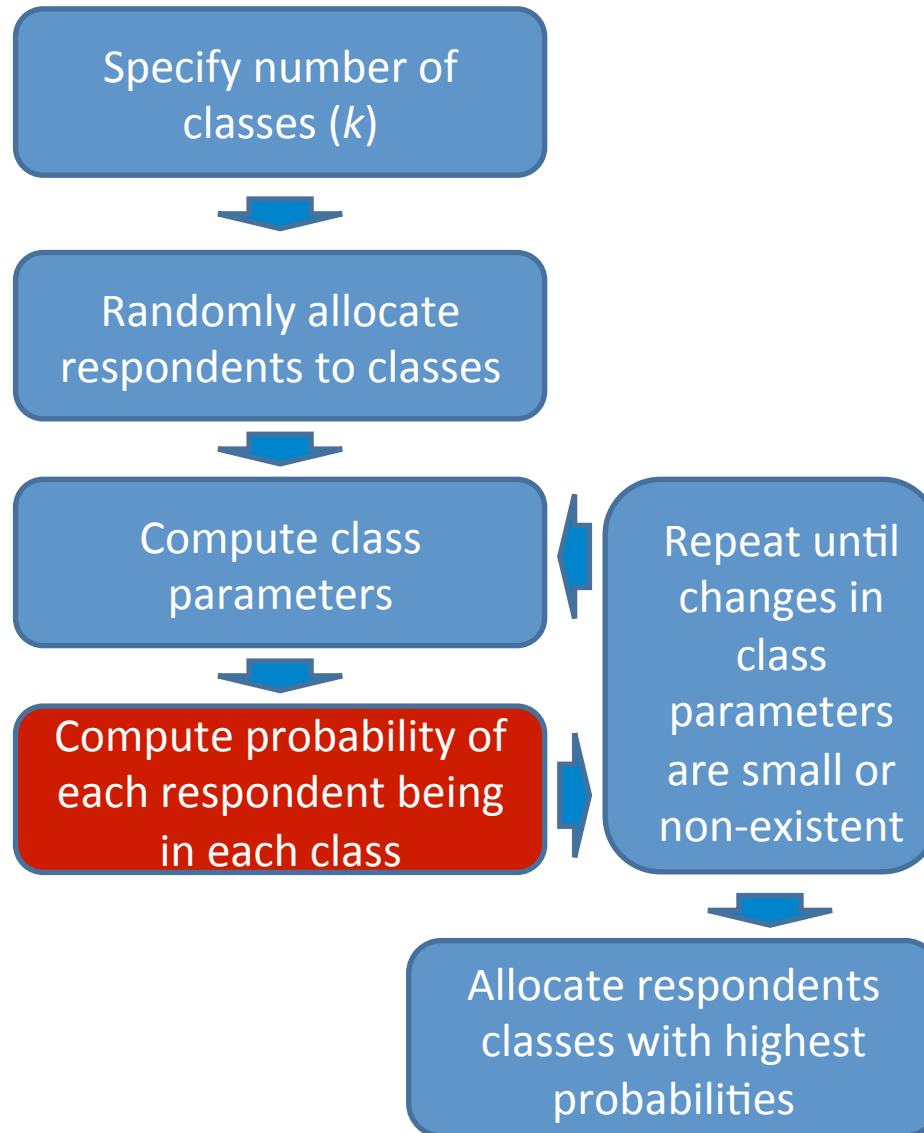 Specify number of
classes (k)
Randomly allocate
respondents to classes
Compute class
parameters
Compute probability of
each respondent being
in each class
Repeat until
changes in
class
parameters
are small or
non-existent
Allocate respondents
classes with highest
probabilities